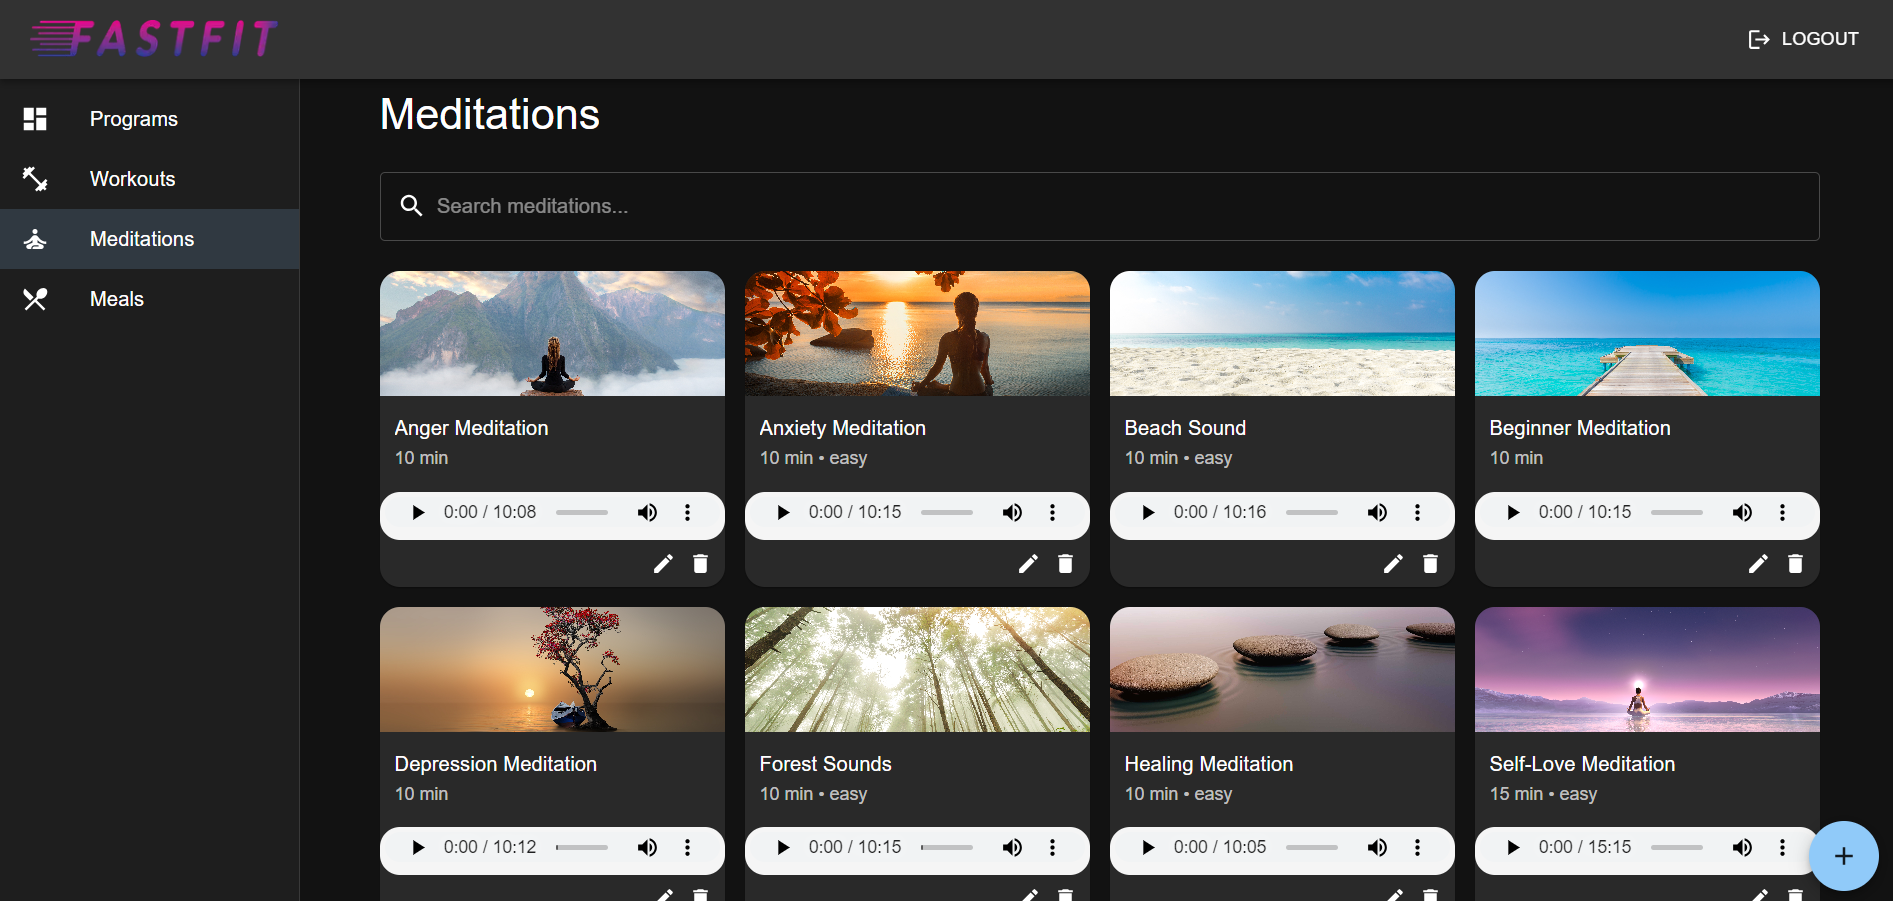 FASTFIT
LOGOUT
Programs
Workouts
Meditations
Meals
Meditations
Search meditations...
Anger Meditation
10 min
0:00 / 10:08
Anxiety Meditation
10 min • easy
0:00 / 10:15
Beach Sound
10 min • easy
0:00 / 10:16
Beginner Meditation
10 min
0:00 / 10:15
Depression Meditation
10 min
0:00 / 10:12
Forest Sounds
10 min • easy
0:00 / 10:15
Healing Meditation
10 min • easy
0:00 / 10:05
Self-Love Meditation
15 min • easy
0:00 / 15:15